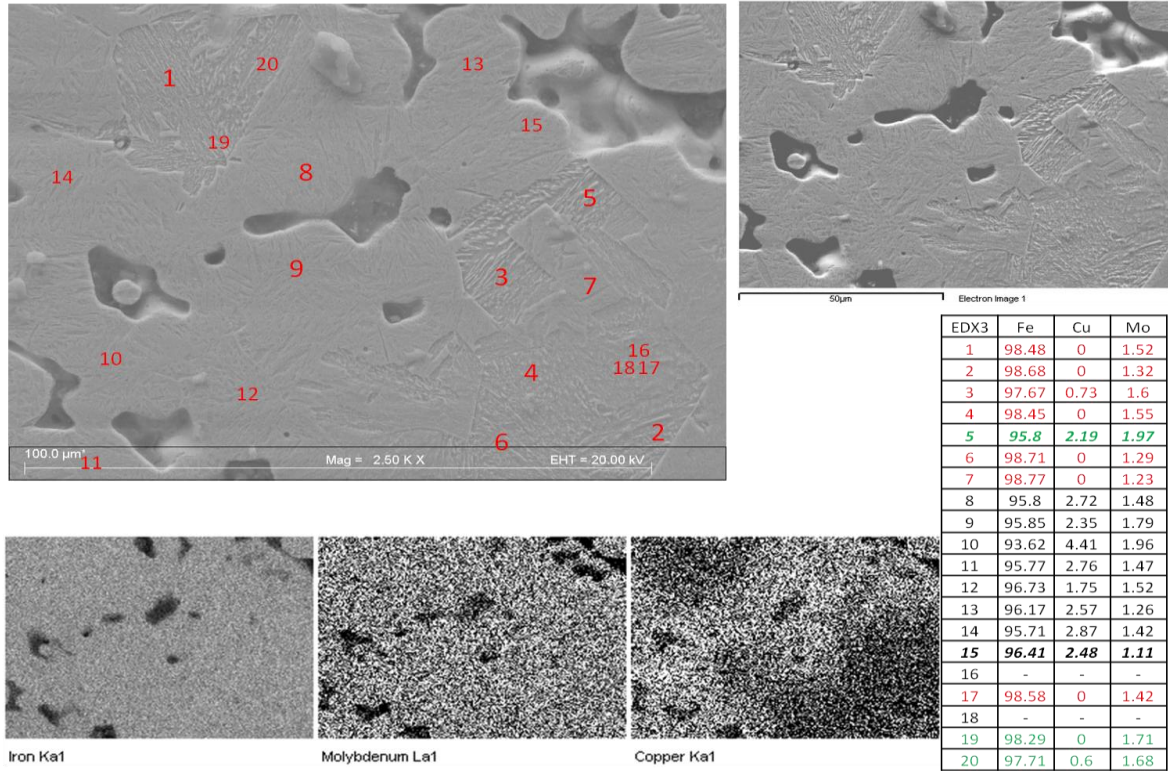 1
20
13
15
19
14
8
5
9
3
7
10
16
4
18 17
12
2
6
11
100.0 µm Mag = 2.50 K X EHT = 20.00 kV
50µm Electron Image 1
EDX3 Fe Cu Mo
1 98.48 0 1.52
2 98.68 0 1.32
3 97.67 0.73 1.6
4 98.45 0 1.55
5 95.8 2.19 1.97
6 98.71 0 1.29
7 98.77 0 1.23
8 95.8 2.72 1.48
9 95.85 2.35 1.79
10 93.62 4.41 1.96
11 95.77 2.76 1.47
12 96.73 1.75 1.52
13 96.17 2.57 1.26
14 95.71 2.87 1.42
15 96.41 2.48 1.11
16 - - -
17 98.58 0 1.42
18 - - -
19 98.29 0 1.71
20 97.71 0.6 1.68
Iron Ka1
Molybdenum La1
Copper Ka1